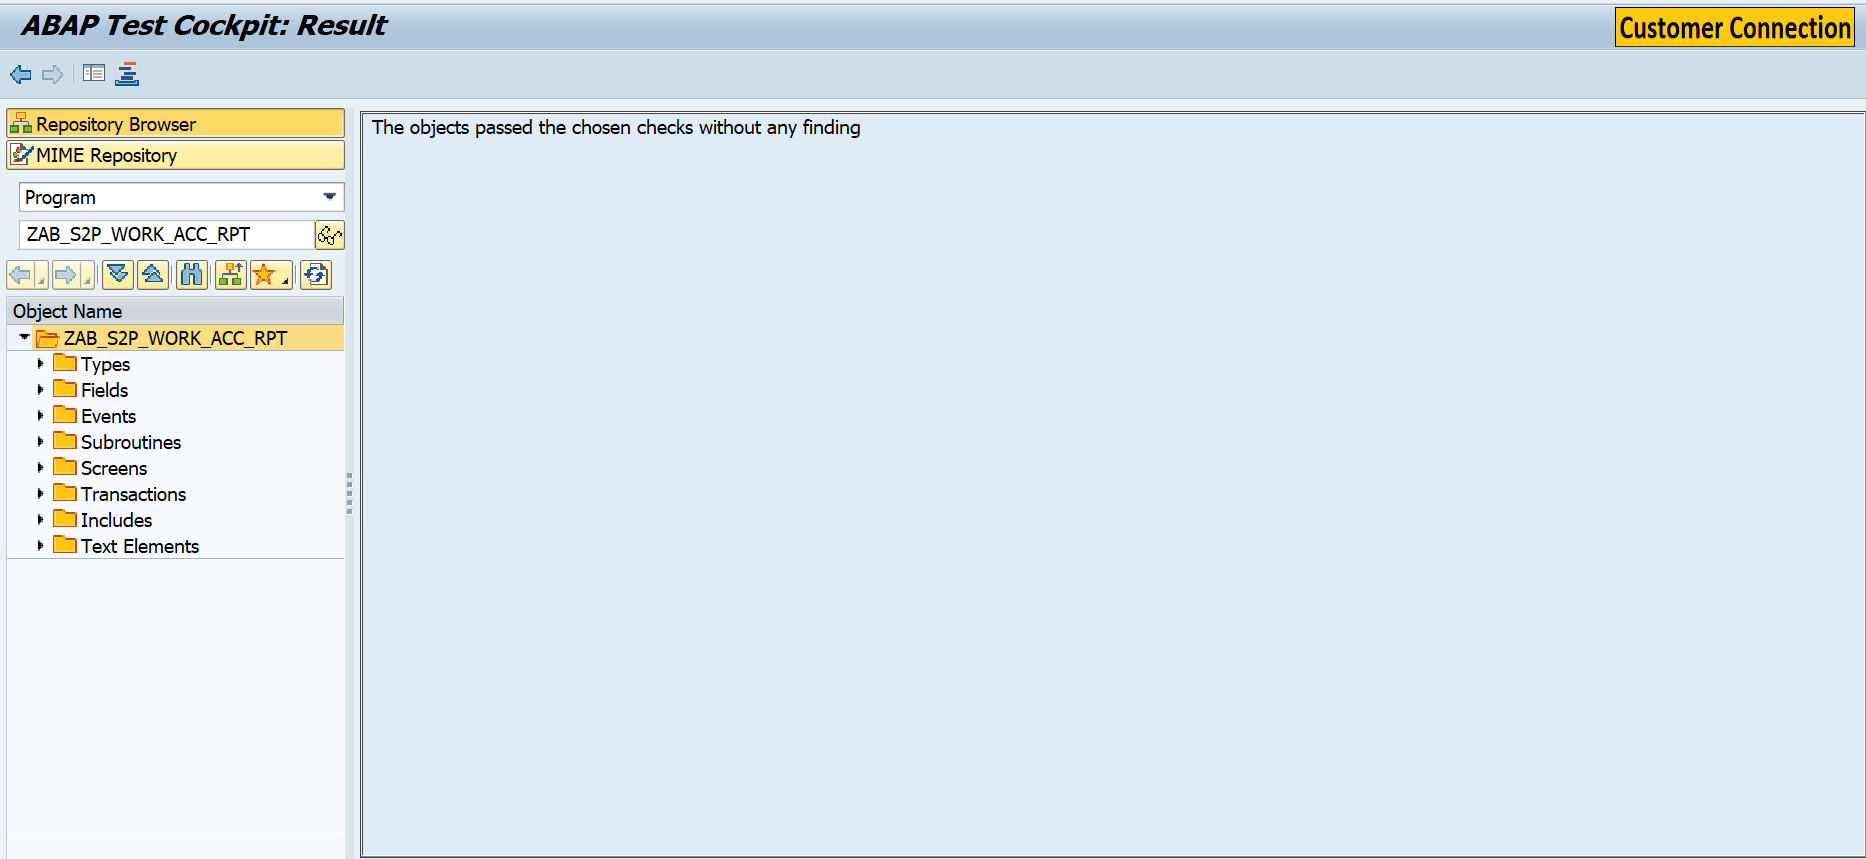 ABAP Test Cockpit: Result
Customer Connection
Repository Browser
MIME Repository
Program
ZAB_S2P_WORK_ACC_RPT
Object Name
ZAB_S2P_WORK_ACC_RPT
Types
Fields
Events
Subroutines
Screens
Transactions
Includes
Text Elements
The objects passed the chosen checks without any finding